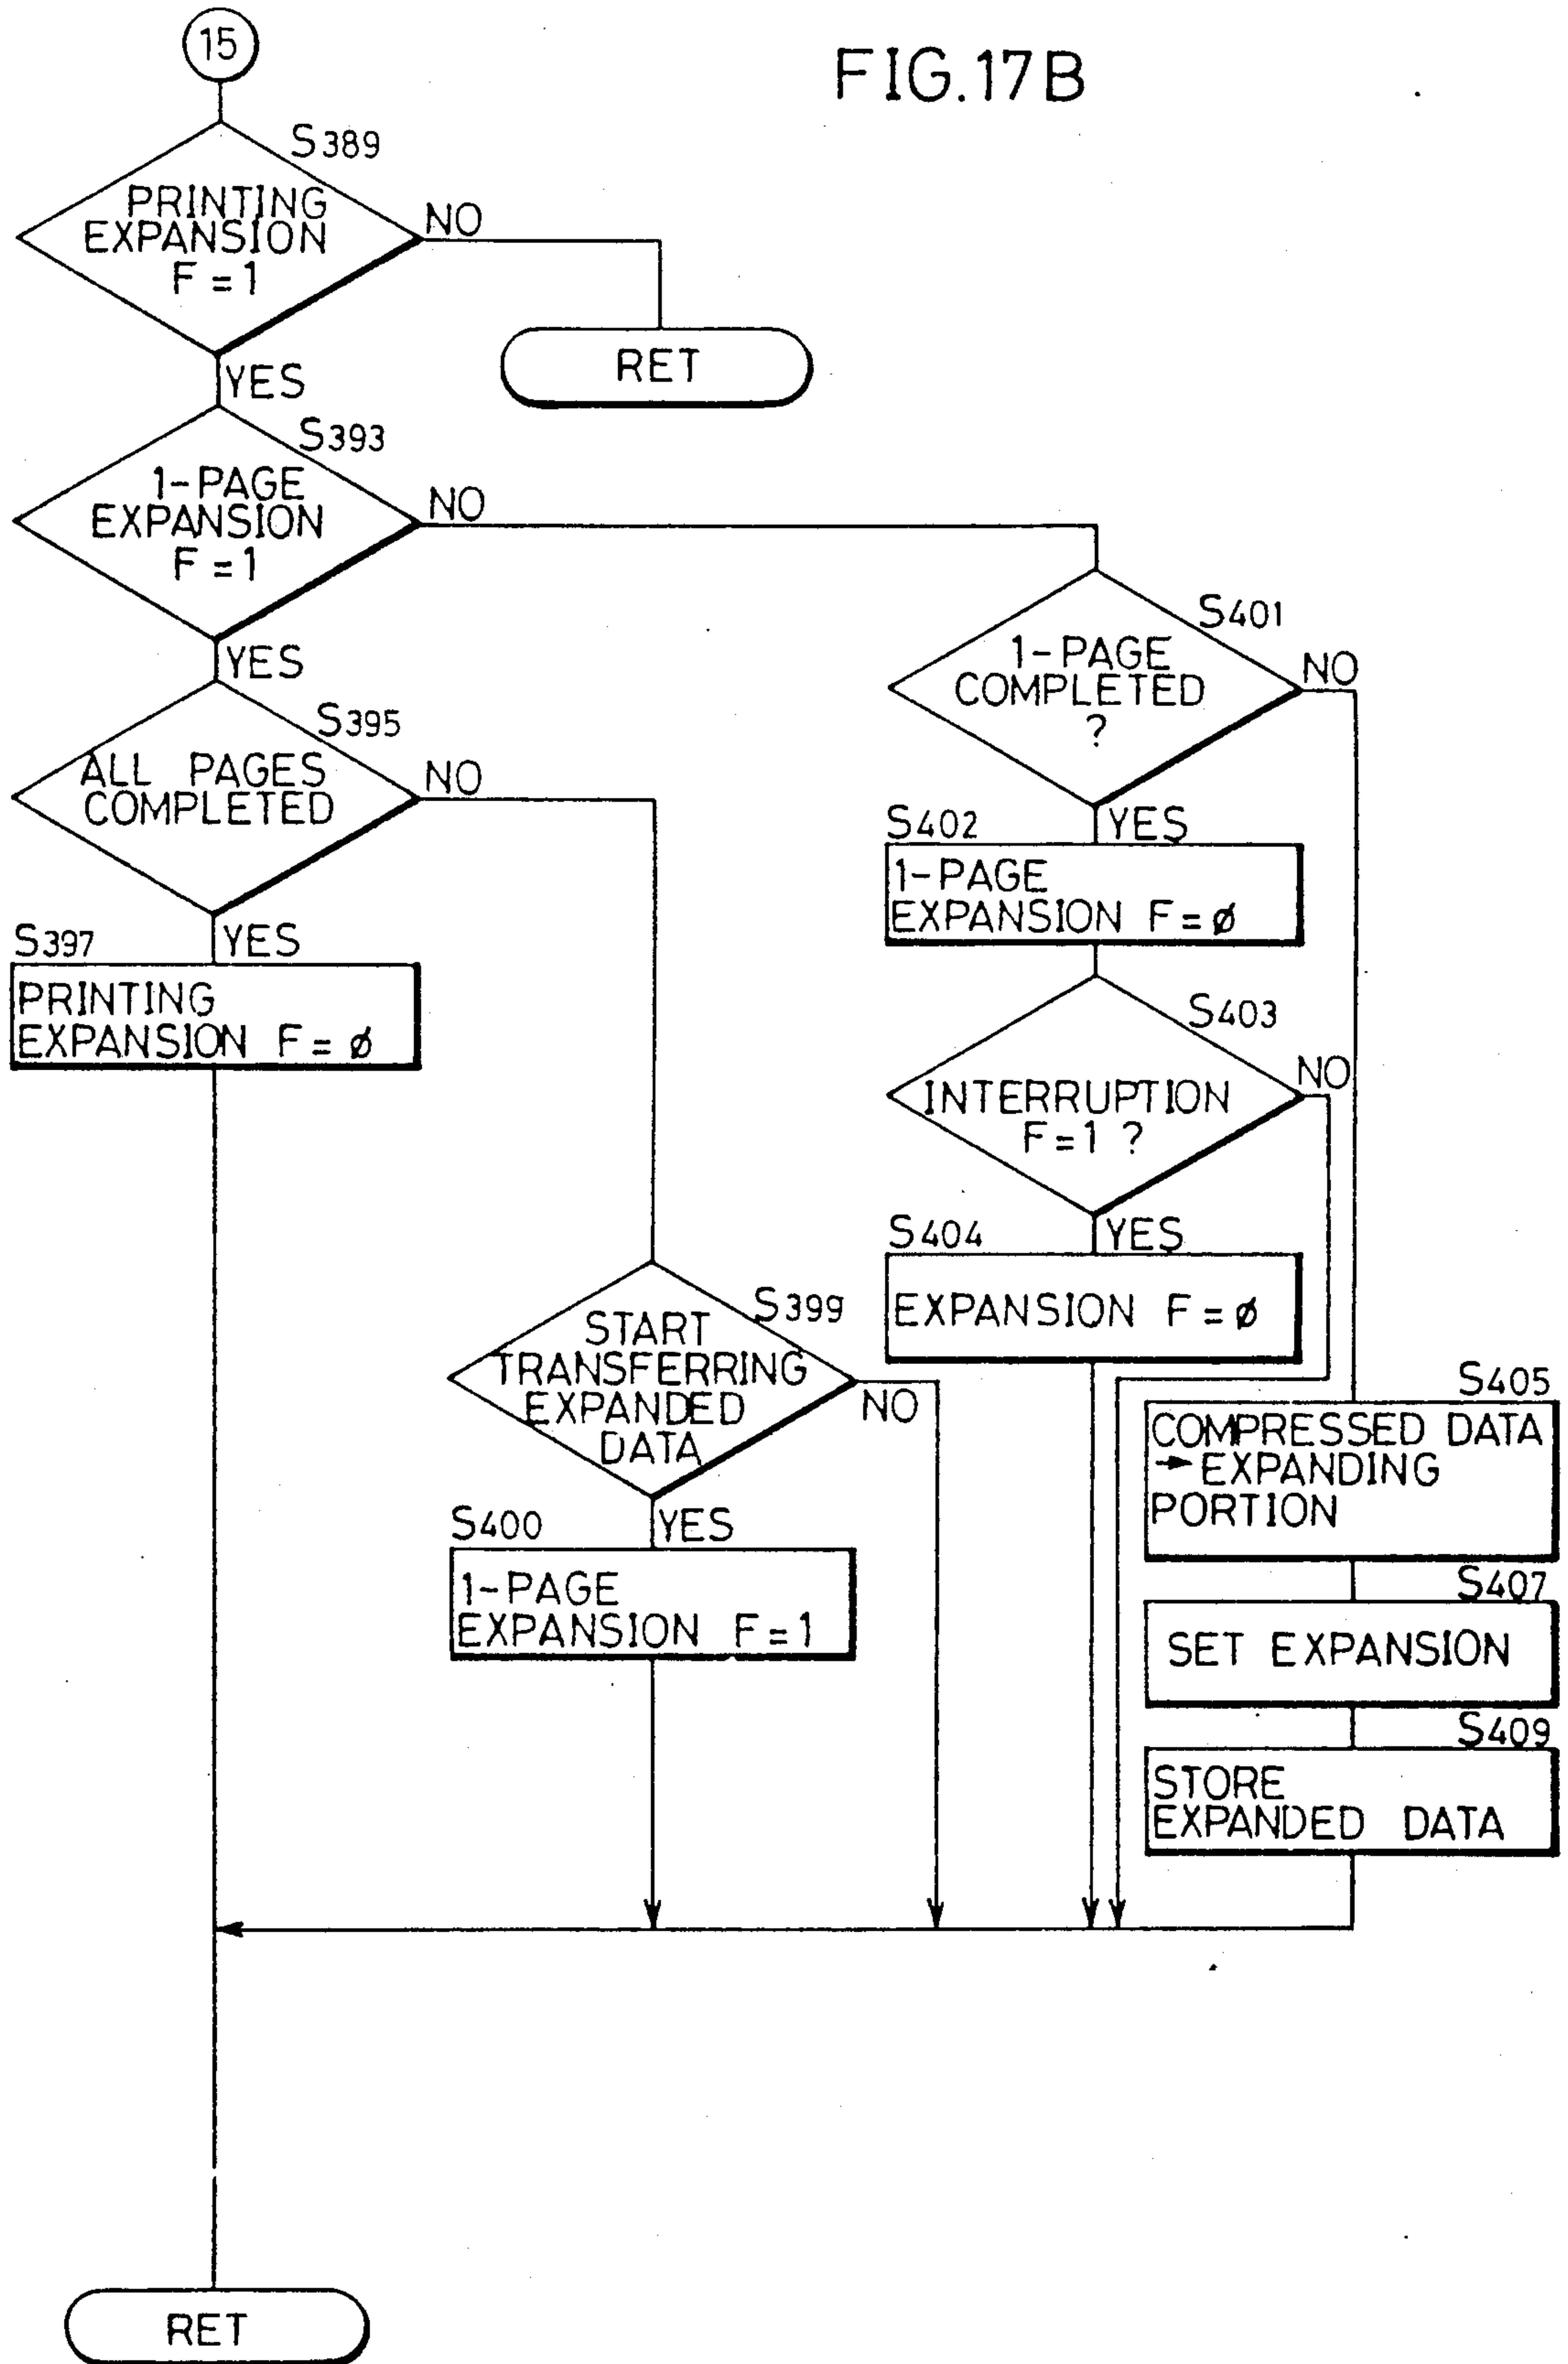 15
FIG.17B
S389
PRINTING
EXPANSION
F=1
NO
RET
YES
S393
1-PAGE
EXPANSION
F=1
NO
YES
S395
ALL PAGES
COMPLETED
NO
YES
S397
PRINTING
EXPANSION F=ø
S399
START
TRANSFERRING
EXPANDED
DATA
NO
YES
S400
1-PAGE
EXPANSION F=1
S401
1-PAGE
COMPLETED
?
NO
YES
S402
1-PAGE
EXPANSION F=ø
S403
INTERRUPTION
F=1 ?
NO
YES
S404
EXPANSION F=ø
S405
COMPRESSED DATA
→EXPANDING
PORTION
S407
SET EXPANSION
S409
STORE
EXPANDED DATA
RET